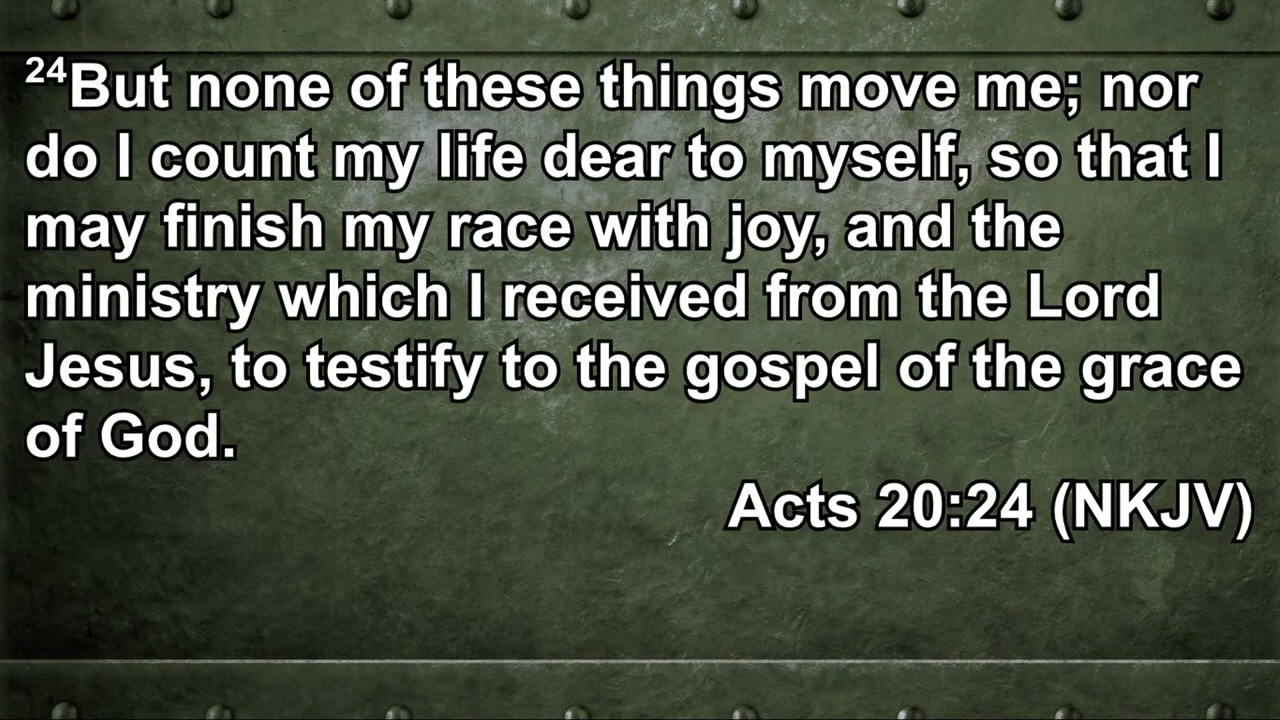 24But none of these things move me; nor
do I count my life dear to myself, so that I
may finish my race with joy, and the
ministry which I received from the Lord
Jesus, to testify to the gospel of the grace
of God.
Acts 20:24 (NKJV)